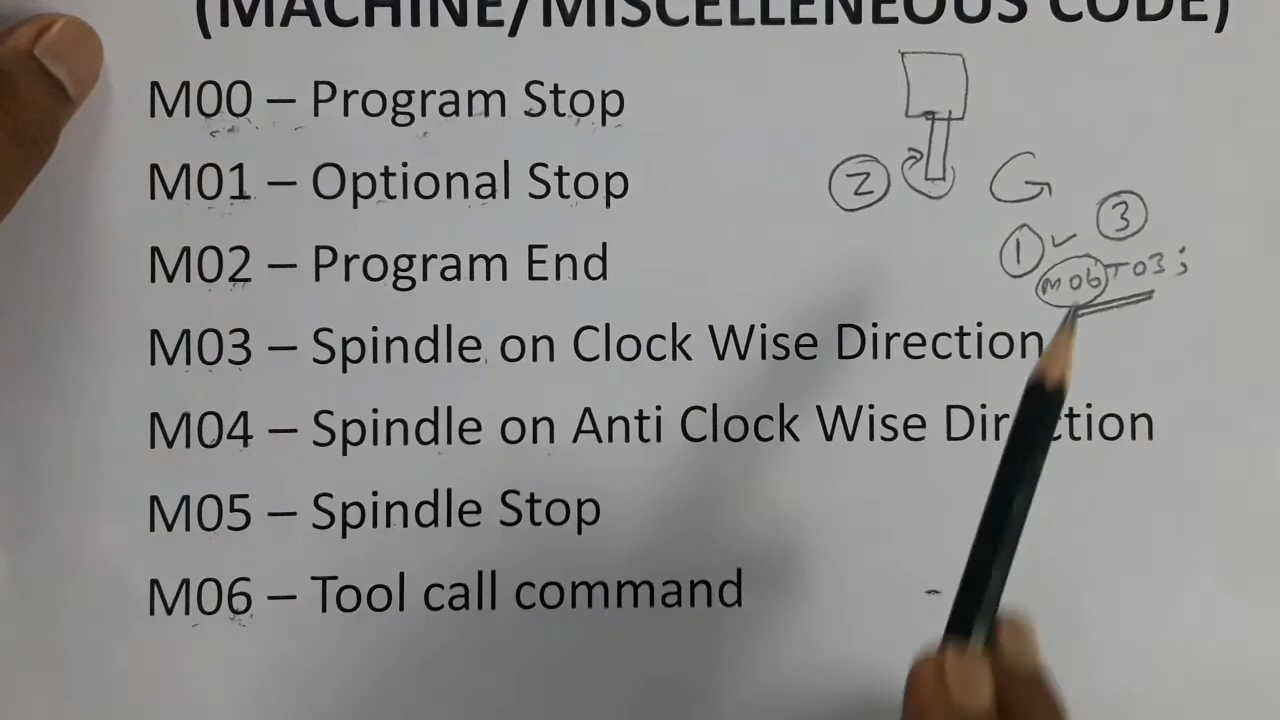 (MACHINE/MISCELLENEOUS CODE)
M00 – Program Stop
M01 – Optional Stop
M02 – Program End
M03 – Spindle on Clock Wise Direction
M04 – Spindle on Anti Clock Wise Direction
M05 – Spindle Stop
M06 – Tool call command
2
1 ✓ 3
M06 T03;